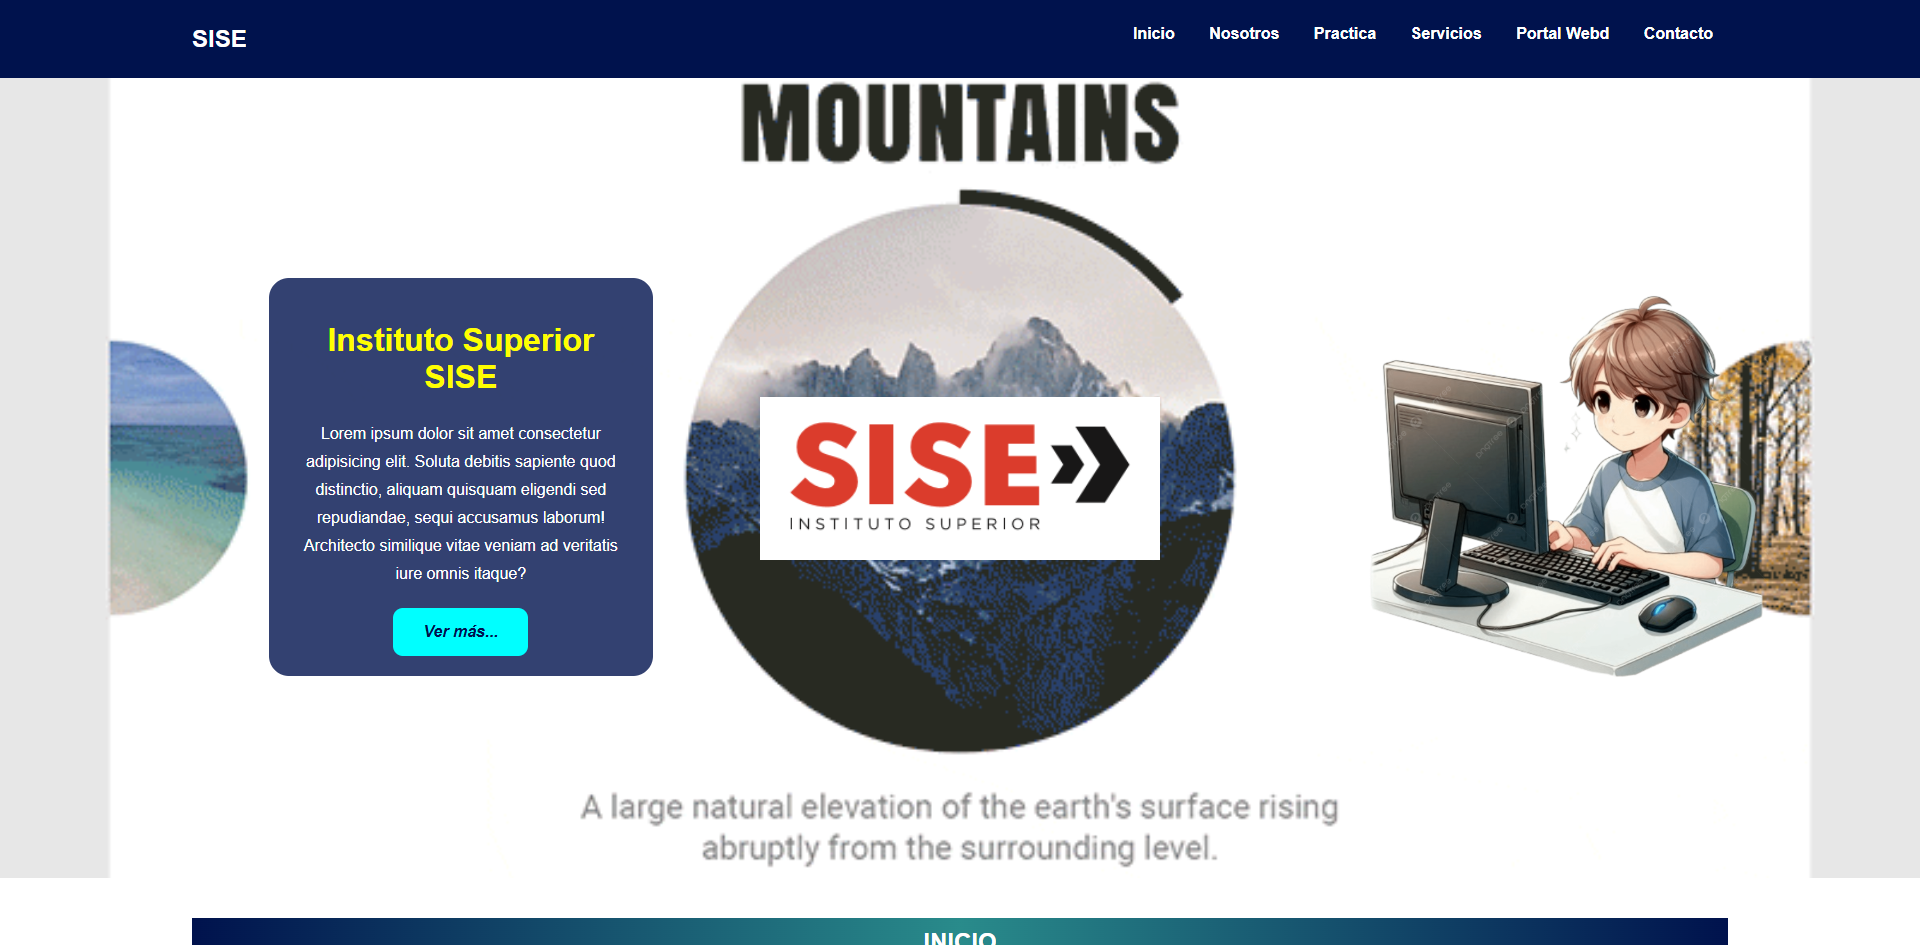 SISE
Inicio Nosotros Practica Servicios Portal Webd Contacto
MOUNTAINS
Instituto Superior
SISE
Lorem ipsum dolor sit amet consectetur
adipisicing elit. Soluta debitis sapiente quod
distinctio, aliquam quisquam eligendi sed
repudiandae, sequi accusamus laborum!
Architecto similique vitae veniam ad veritatis
iure omnis itaque?
Ver más...
SISE
INSTITUTO SUPERIOR
A large natural elevation of the earth's surface rising
abruptly from the surrounding level.
INICIO